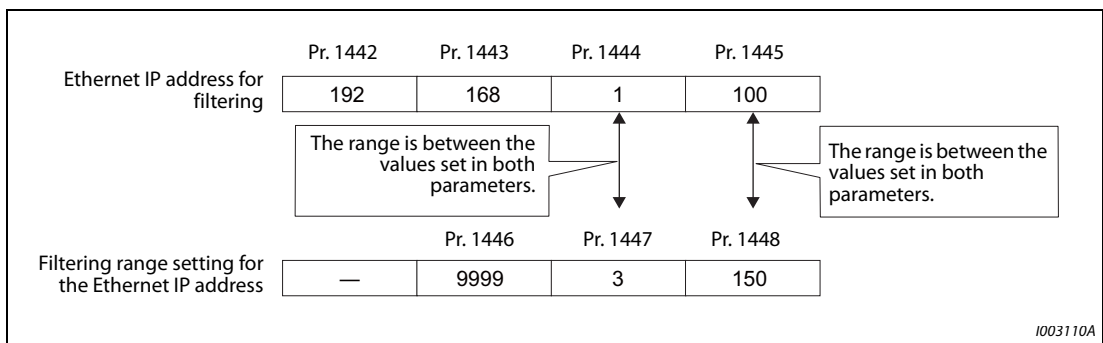 Pr. 1442 Pr. 1443 Pr. 1444 Pr. 1445
Ethernet IP address for
filtering
192 168 1 100
The range is between the
values set in both
parameters.
The range is between the
values set in both
parameters.
Pr. 1446 Pr. 1447 Pr. 1448
Filtering range setting for
the Ethernet IP address
— 9999 3 150
I003110A